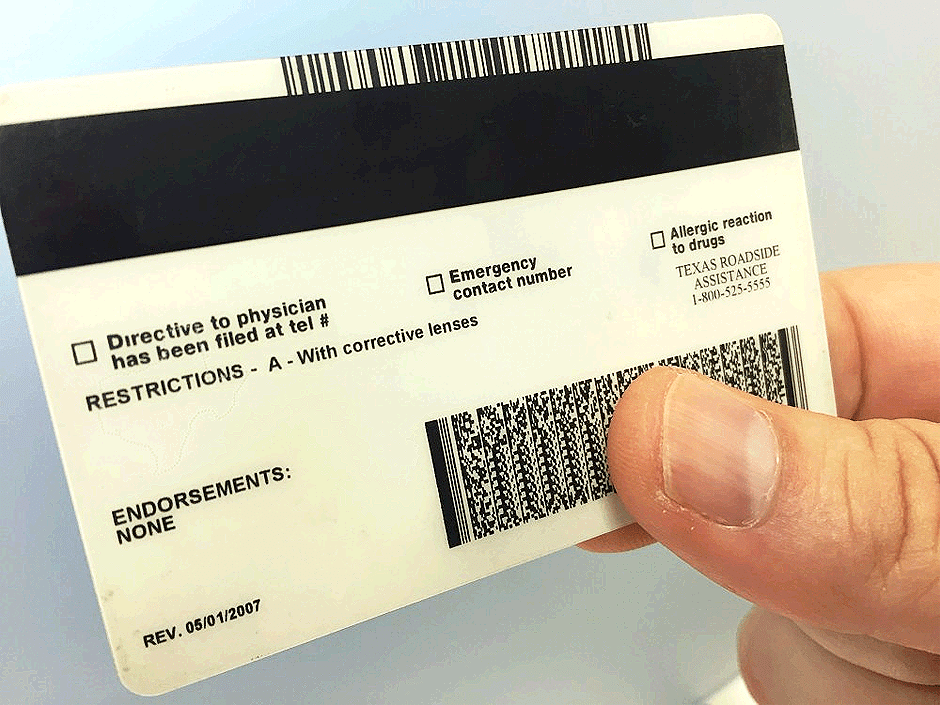 Allergic reaction
to drugs
Emergency
contact number
TEXAS ROADSIDE
ASSISTANCE
1-800-525-5555
Directive to physician
has been filed at tel #
RESTRICTIONS - A - With corrective lenses
ENDORSEMENTS:
NONE
REV. 05/01/2007